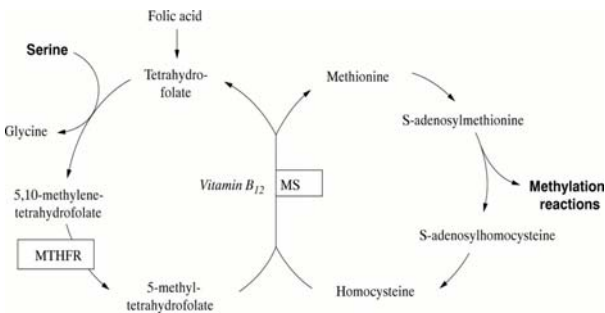 Folic acid
Serine
Tetrahydro-
folate
Glycine
5,10-methylene-
tetrahydrofolate
MTHFR
5-methyl-
tetrahydrofolate
Vitamin B12
MS
Methionine
S-adenosylmethionine
Methylation
reactions
S-adenosylhomocysteine
Homocysteine